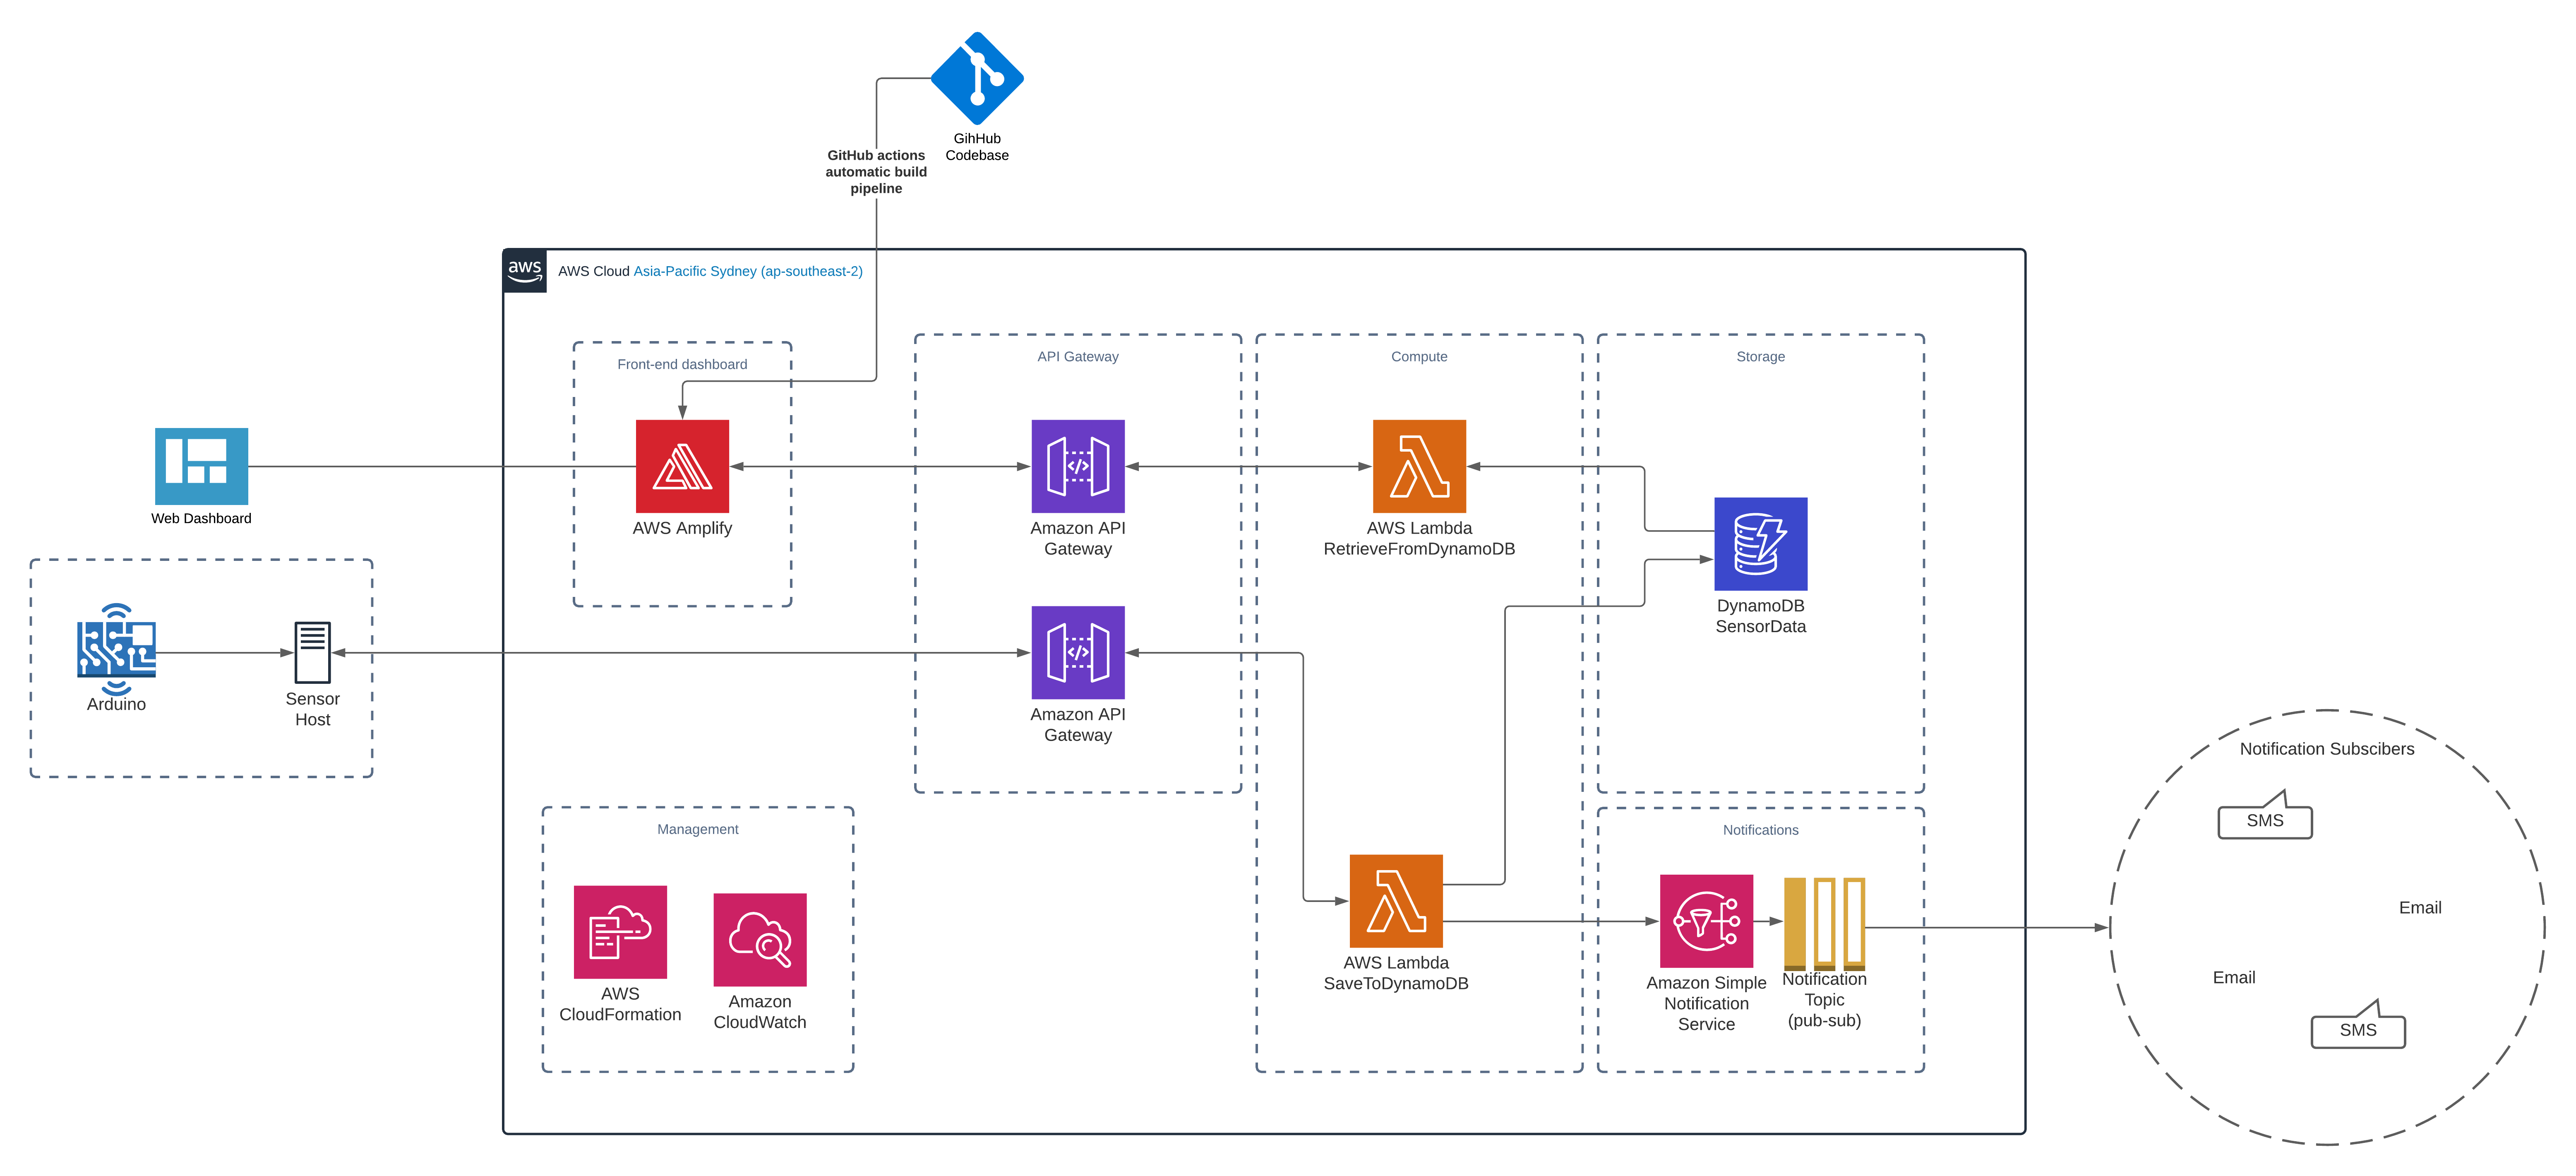 GihHub
Codebase
GitHub actions
automatic build
pipeline
aws
AWS Cloud Asia-Pacific Sydney (ap-southeast-2)
Front-end dashboard
API Gateway
Compute
Storage
Web Dashboard
AWS Amplify
Amazon API
Gateway
AWS Lambda
RetrieveFromDynamoDB
DynamoDB
SensorData
Arduino
Sensor
Host
Amazon API
Gateway
Management
AWS
CloudFormation
Amazon
CloudWatch
AWS Lambda
SaveToDynamoDB
Notifications
Amazon Simple
Notification
Service
Notification
Topic
(pub-sub)
Notification Subscibers
SMS
Email
Email
SMS